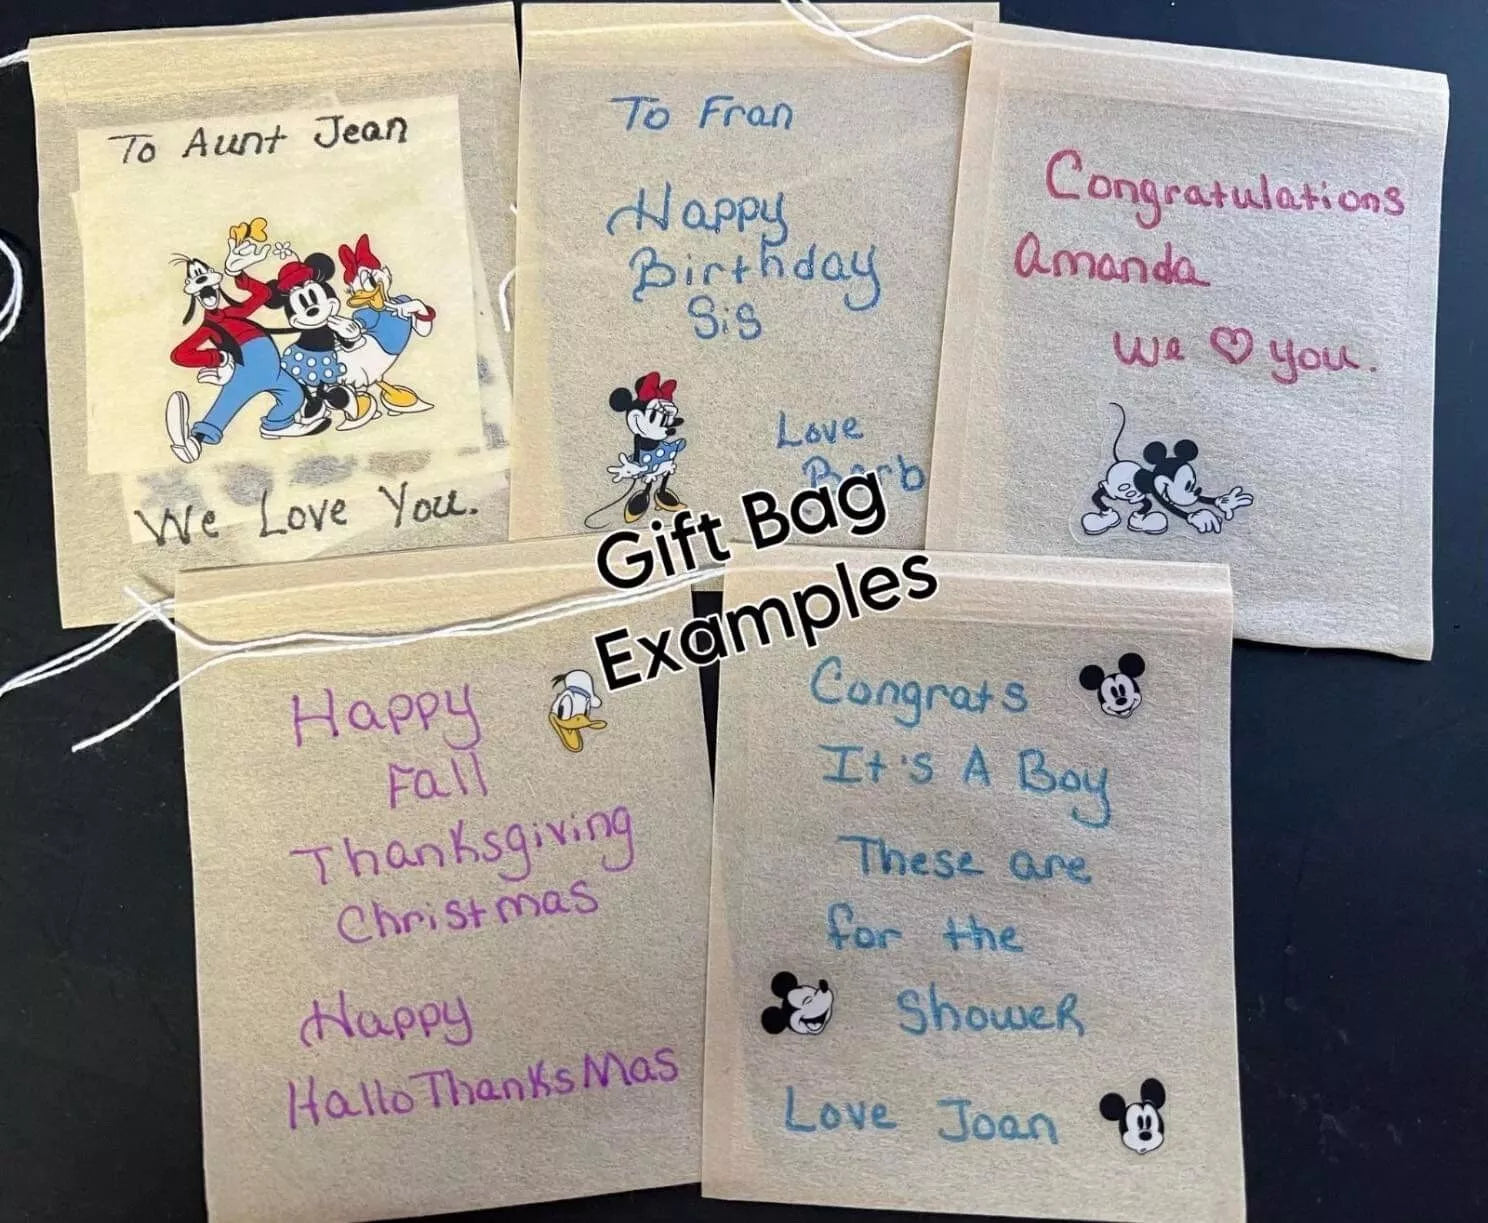 To Aunt Jean
We Love You.
To Fran
Happy
Birthday
Sis
Love
Barb
Congratulations
Amanda
We ♡ you.
Gift Bag
Examples
Happy
Fall
Thanksgiving
Christmas
Happy
HalloThanksMas
Congrats
It's A Boy
These are
for the
Shower
Love Joan